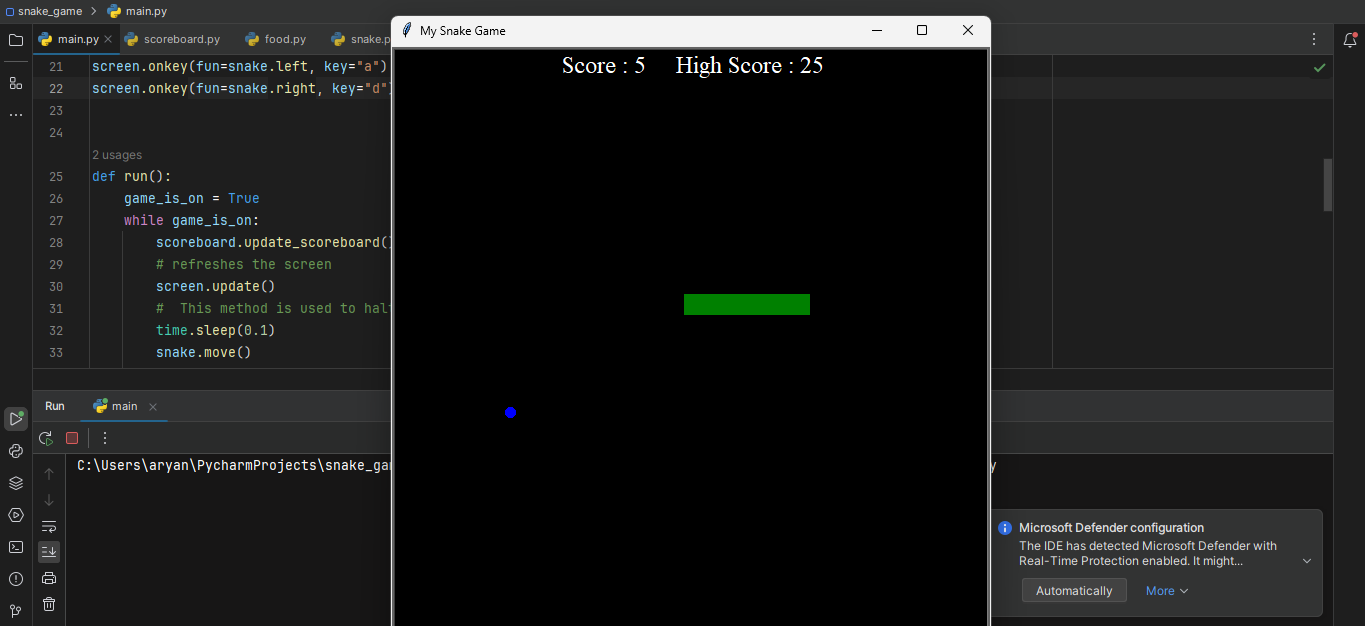 snake_game > main.py
My Snake Game
main.py scoreboard.py food.py snake.p
Score : 5 High Score : 25
21 screen.onkey(fun=snake.left, key="a")
22 screen.onkey(fun=snake.right, key="d")
23
24
2 usages
25 def run():
26 game_is_on = True
27 while game_is_on:
28 scoreboard.update_scoreboard()
29 # refreshes the screen
30 screen.update()
31 # This method is used to halt
32 time.sleep(0.1)
33 snake.move()
Run main
C:\Users\aryan\PycharmProjects\snake_ga
y
Microsoft Defender configuration
The IDE has detected Microsoft Defender with
Real-Time Protection enabled. It might...
Automatically More